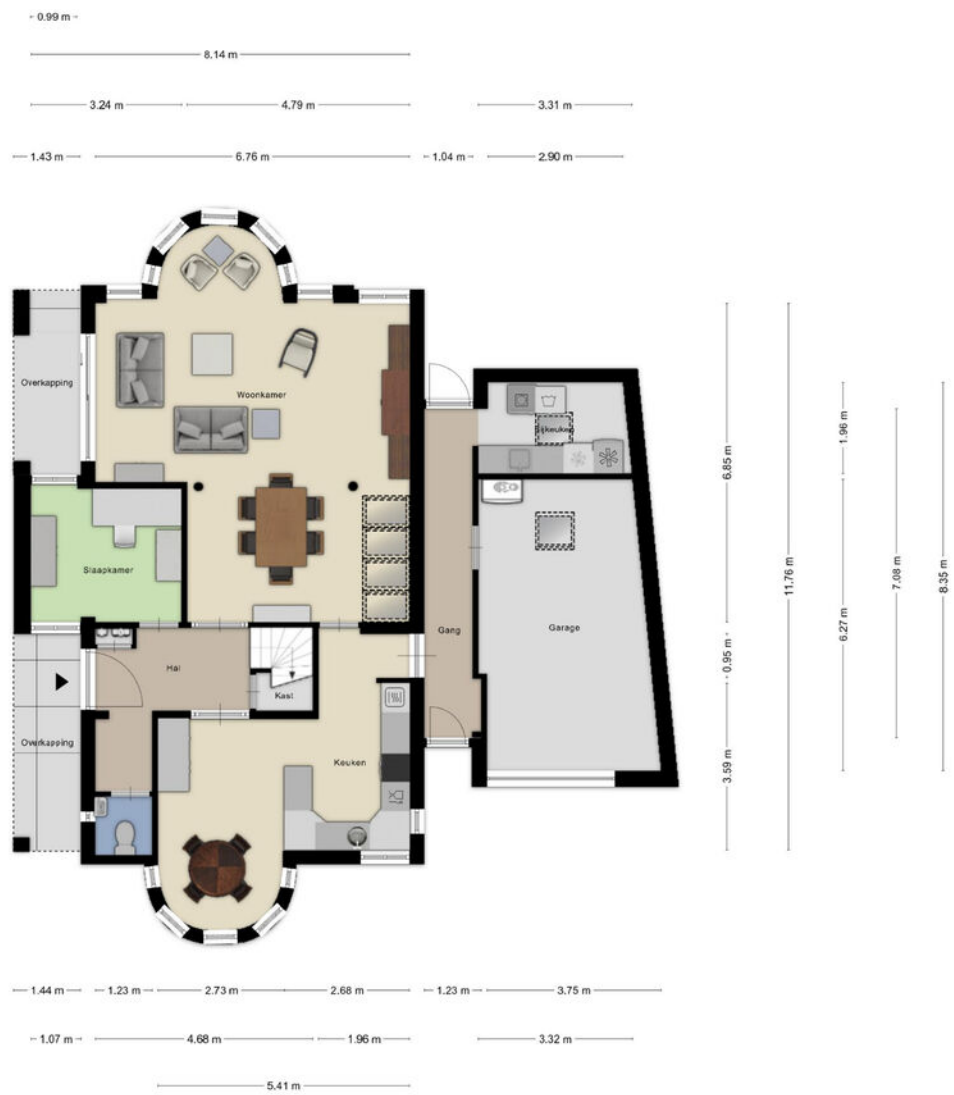 0.99 m
8.14 m
3.24 m 4.79 m 3.31 m
1.43 m 6.76 m 1.04 m 2.90 m
Overkapping
Woonkamer
Bijkeuken
Slaapkamer
Gang
Garage
Hal
Kast
Overkapping
Keuken
6.85 m
0.95 m
3.59 m
11.76 m
1.96 m
6.27 m
7.08 m
8.35 m
1.44 m 1.23 m 2.73 m 2.68 m 1.23 m 3.75 m
1.07 m 4.68 m 1.96 m 3.32 m
5.41 m